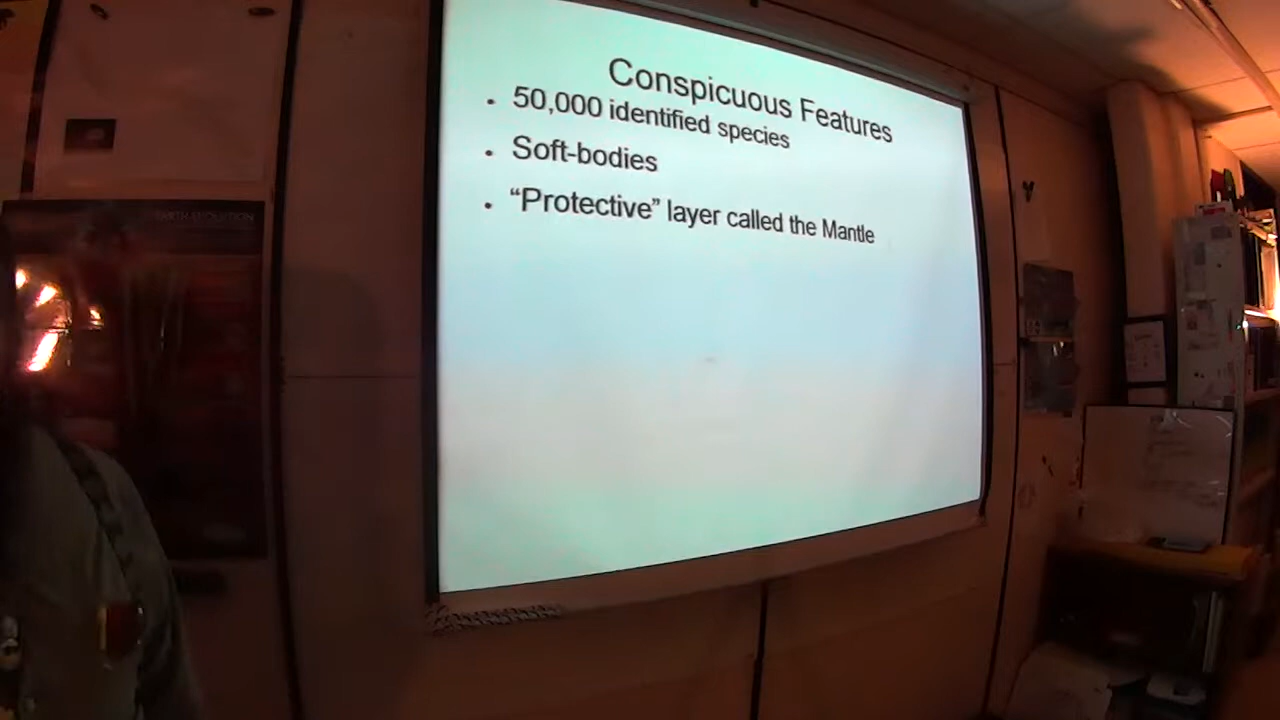 Conspicuous Features
• 50,000 identified species
• Soft-bodies
• “Protective” layer called the Mantle